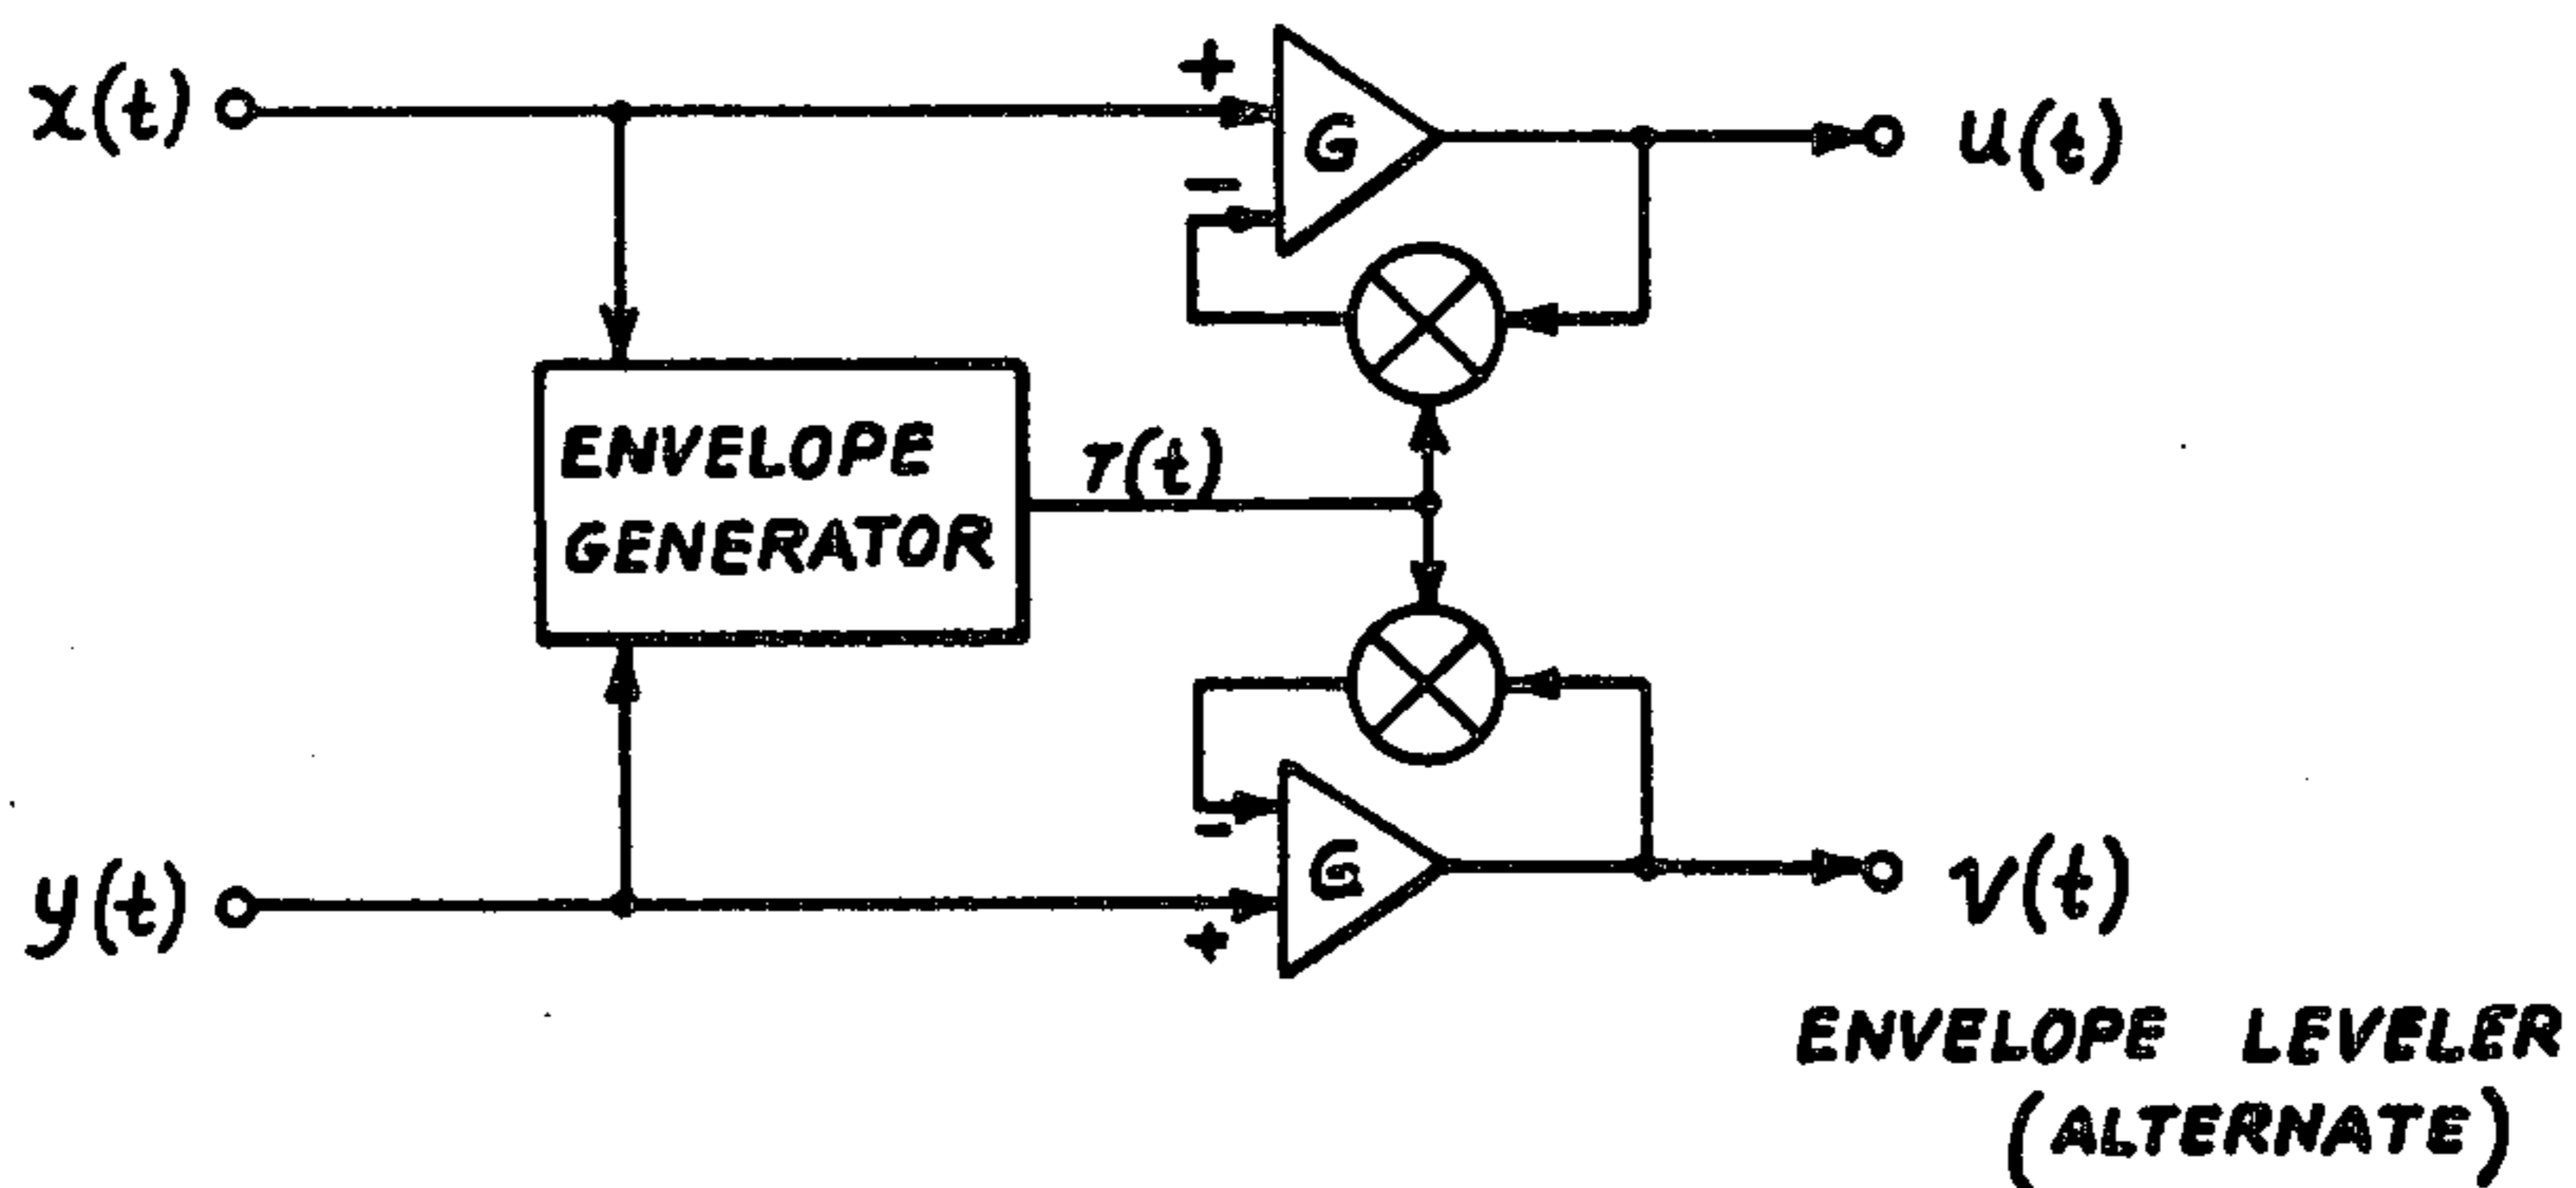 x(t)
+
G
u(t)
−
ENVELOPE
GENERATOR
r(t)
−
G
y(t)
+
v(t)
ENVELOPE LEVELER
(ALTERNATE)